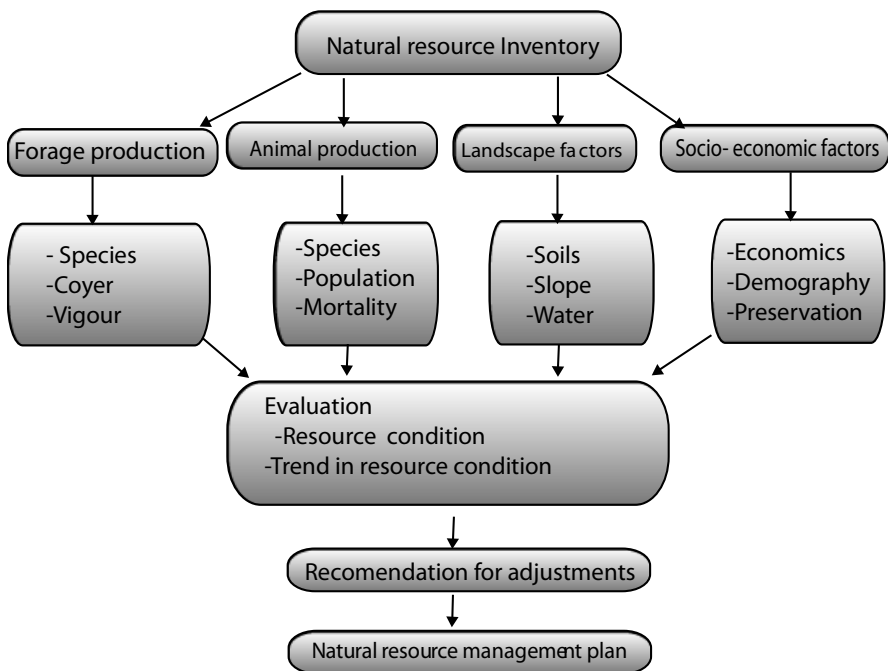 Natural resource Inventory
Forage production
Animal production
Landscape factors
Socio- economic factors
- Species
-Coyer
-Vigour
-Species
-Population
-Mortality
-Soils
-Slope
-Water
-Economics
-Demography
-Preservation
Evaluation
-Resource condition
-Trend in resource condition
Recomendation for adjustments
Natural resource management plan